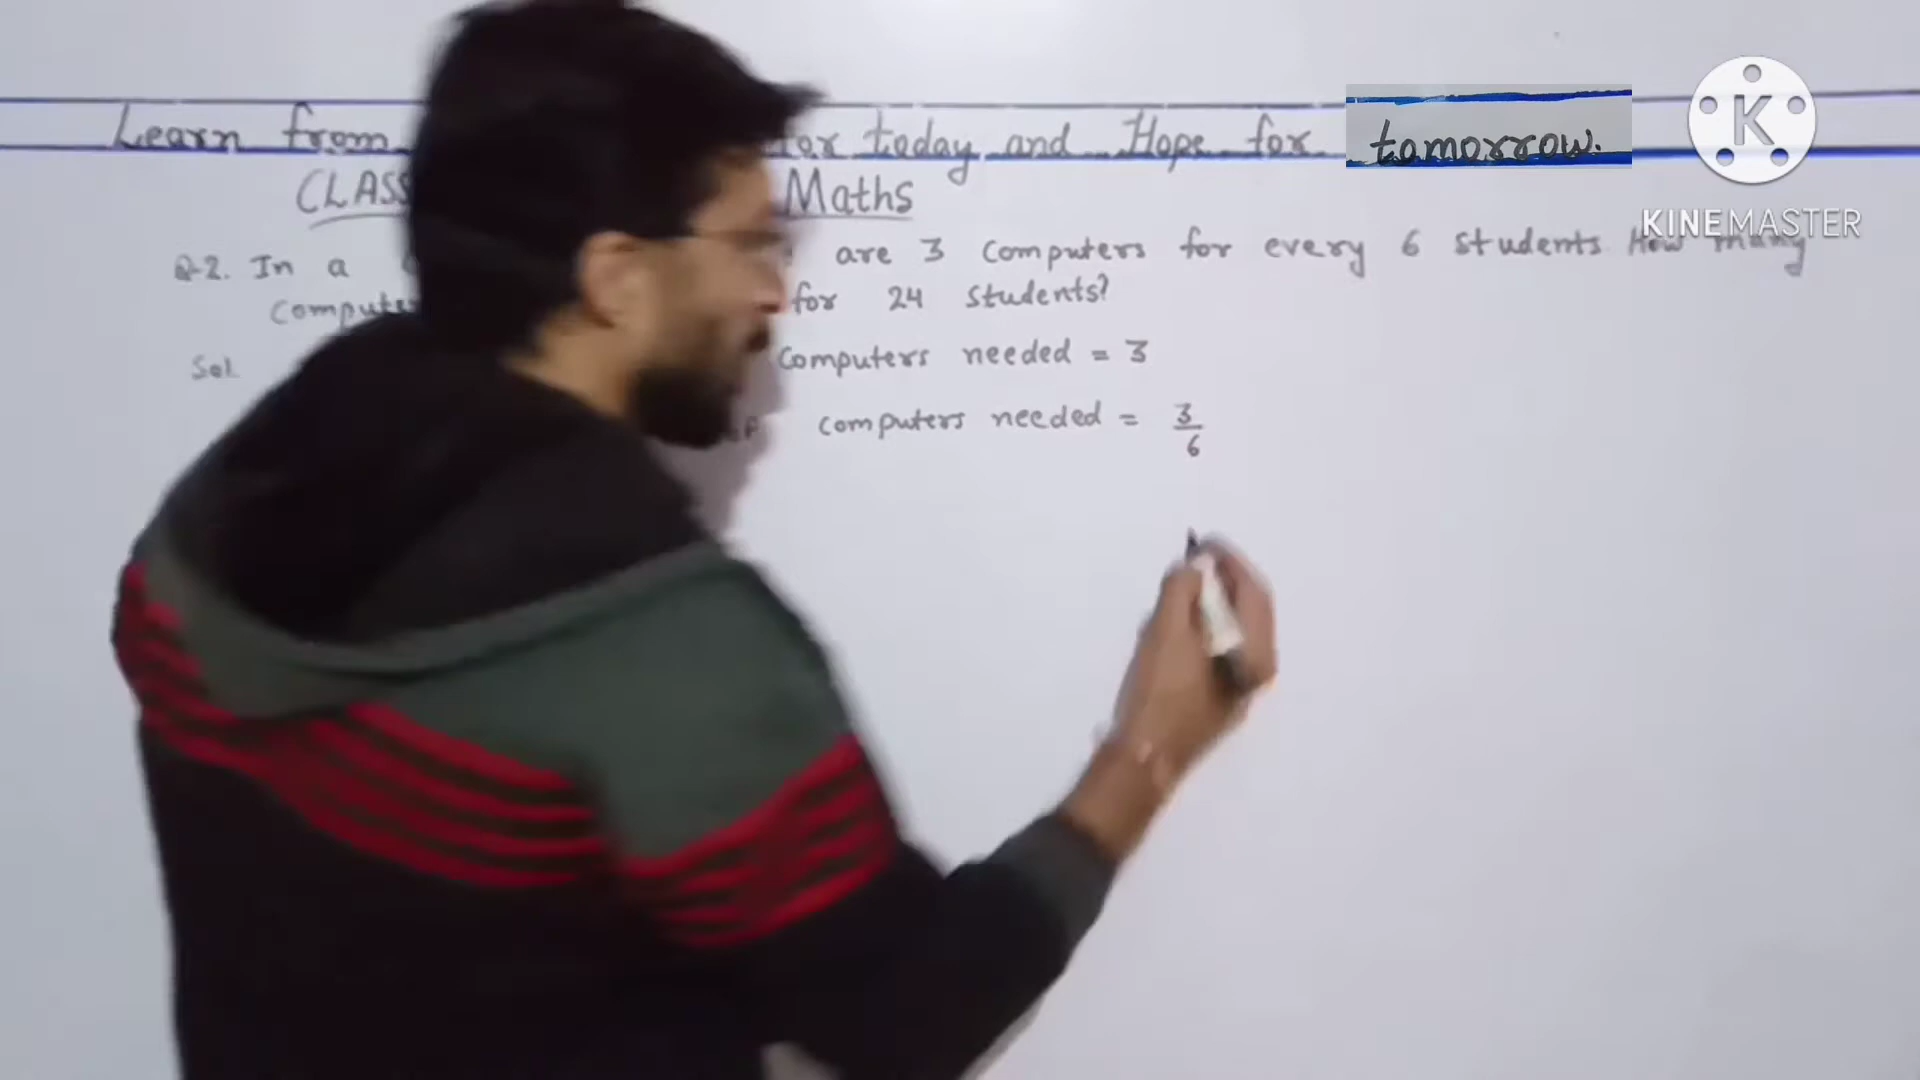 Learn from for today and Hope for tomorrow.
KINEMASTER
CLASS Maths
Q-2. In a are 3 computers for every 6 students How many
for 24 students?
Sol computers needed = 3
computers needed = 3/6